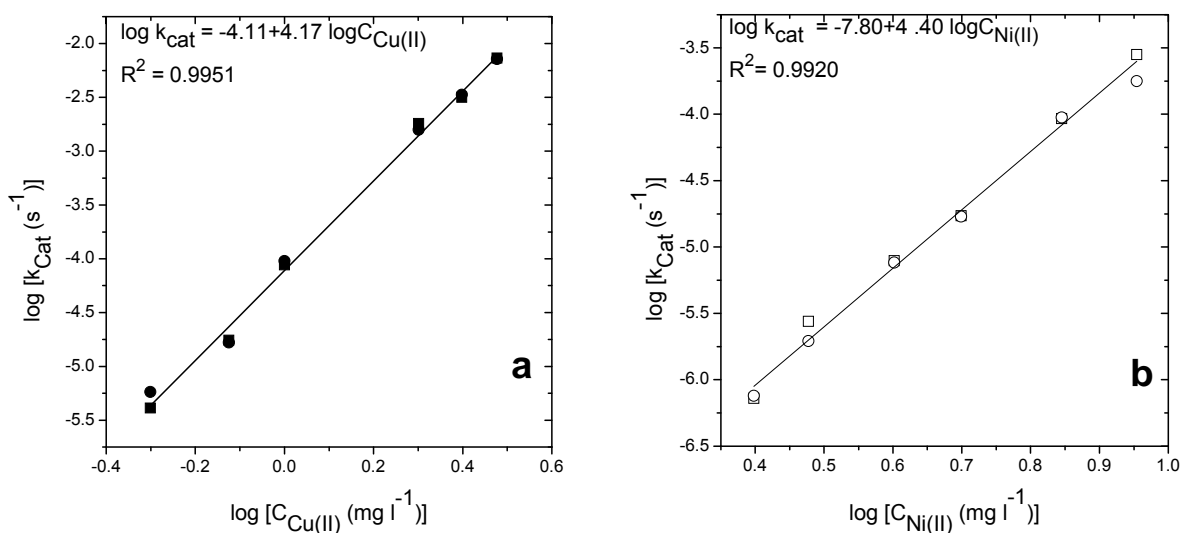 log k_cat = -4.11+4.17 logC_Cu(II)
R² = 0.9951
-2.0
-2.5
-3.0
-3.5
-4.0
-4.5
-5.0
-5.5
log [k_Cat (s⁻¹)]
a
-0.4 -0.2 0.0 0.2 0.4 0.6
log [C_Cu(II) (mg l⁻¹)]
log k_cat = -7.80+4 .40 logC_Ni(II)
R²= 0.9920
-3.5
-4.0
-4.5
-5.0
-5.5
-6.0
-6.5
log [k_Cat (s⁻¹)]
b
0.4 0.5 0.6 0.7 0.8 0.9 1.0
log [C_Ni(II) (mg l⁻¹)]